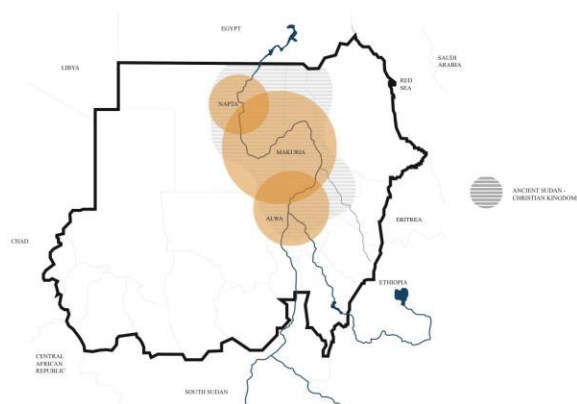 EGYPT
LIBYA
SAUDI
ARABIA
RED
SEA
NAPTA
MAKURIA
ANCIENT SUDAN -
CHRISTIAN KINGDOM
ALWA
ERITREA
CHAD
ETHIOPIA
CENTRAL
AFRICAN
REPUBLIC
SOUTH SUDAN